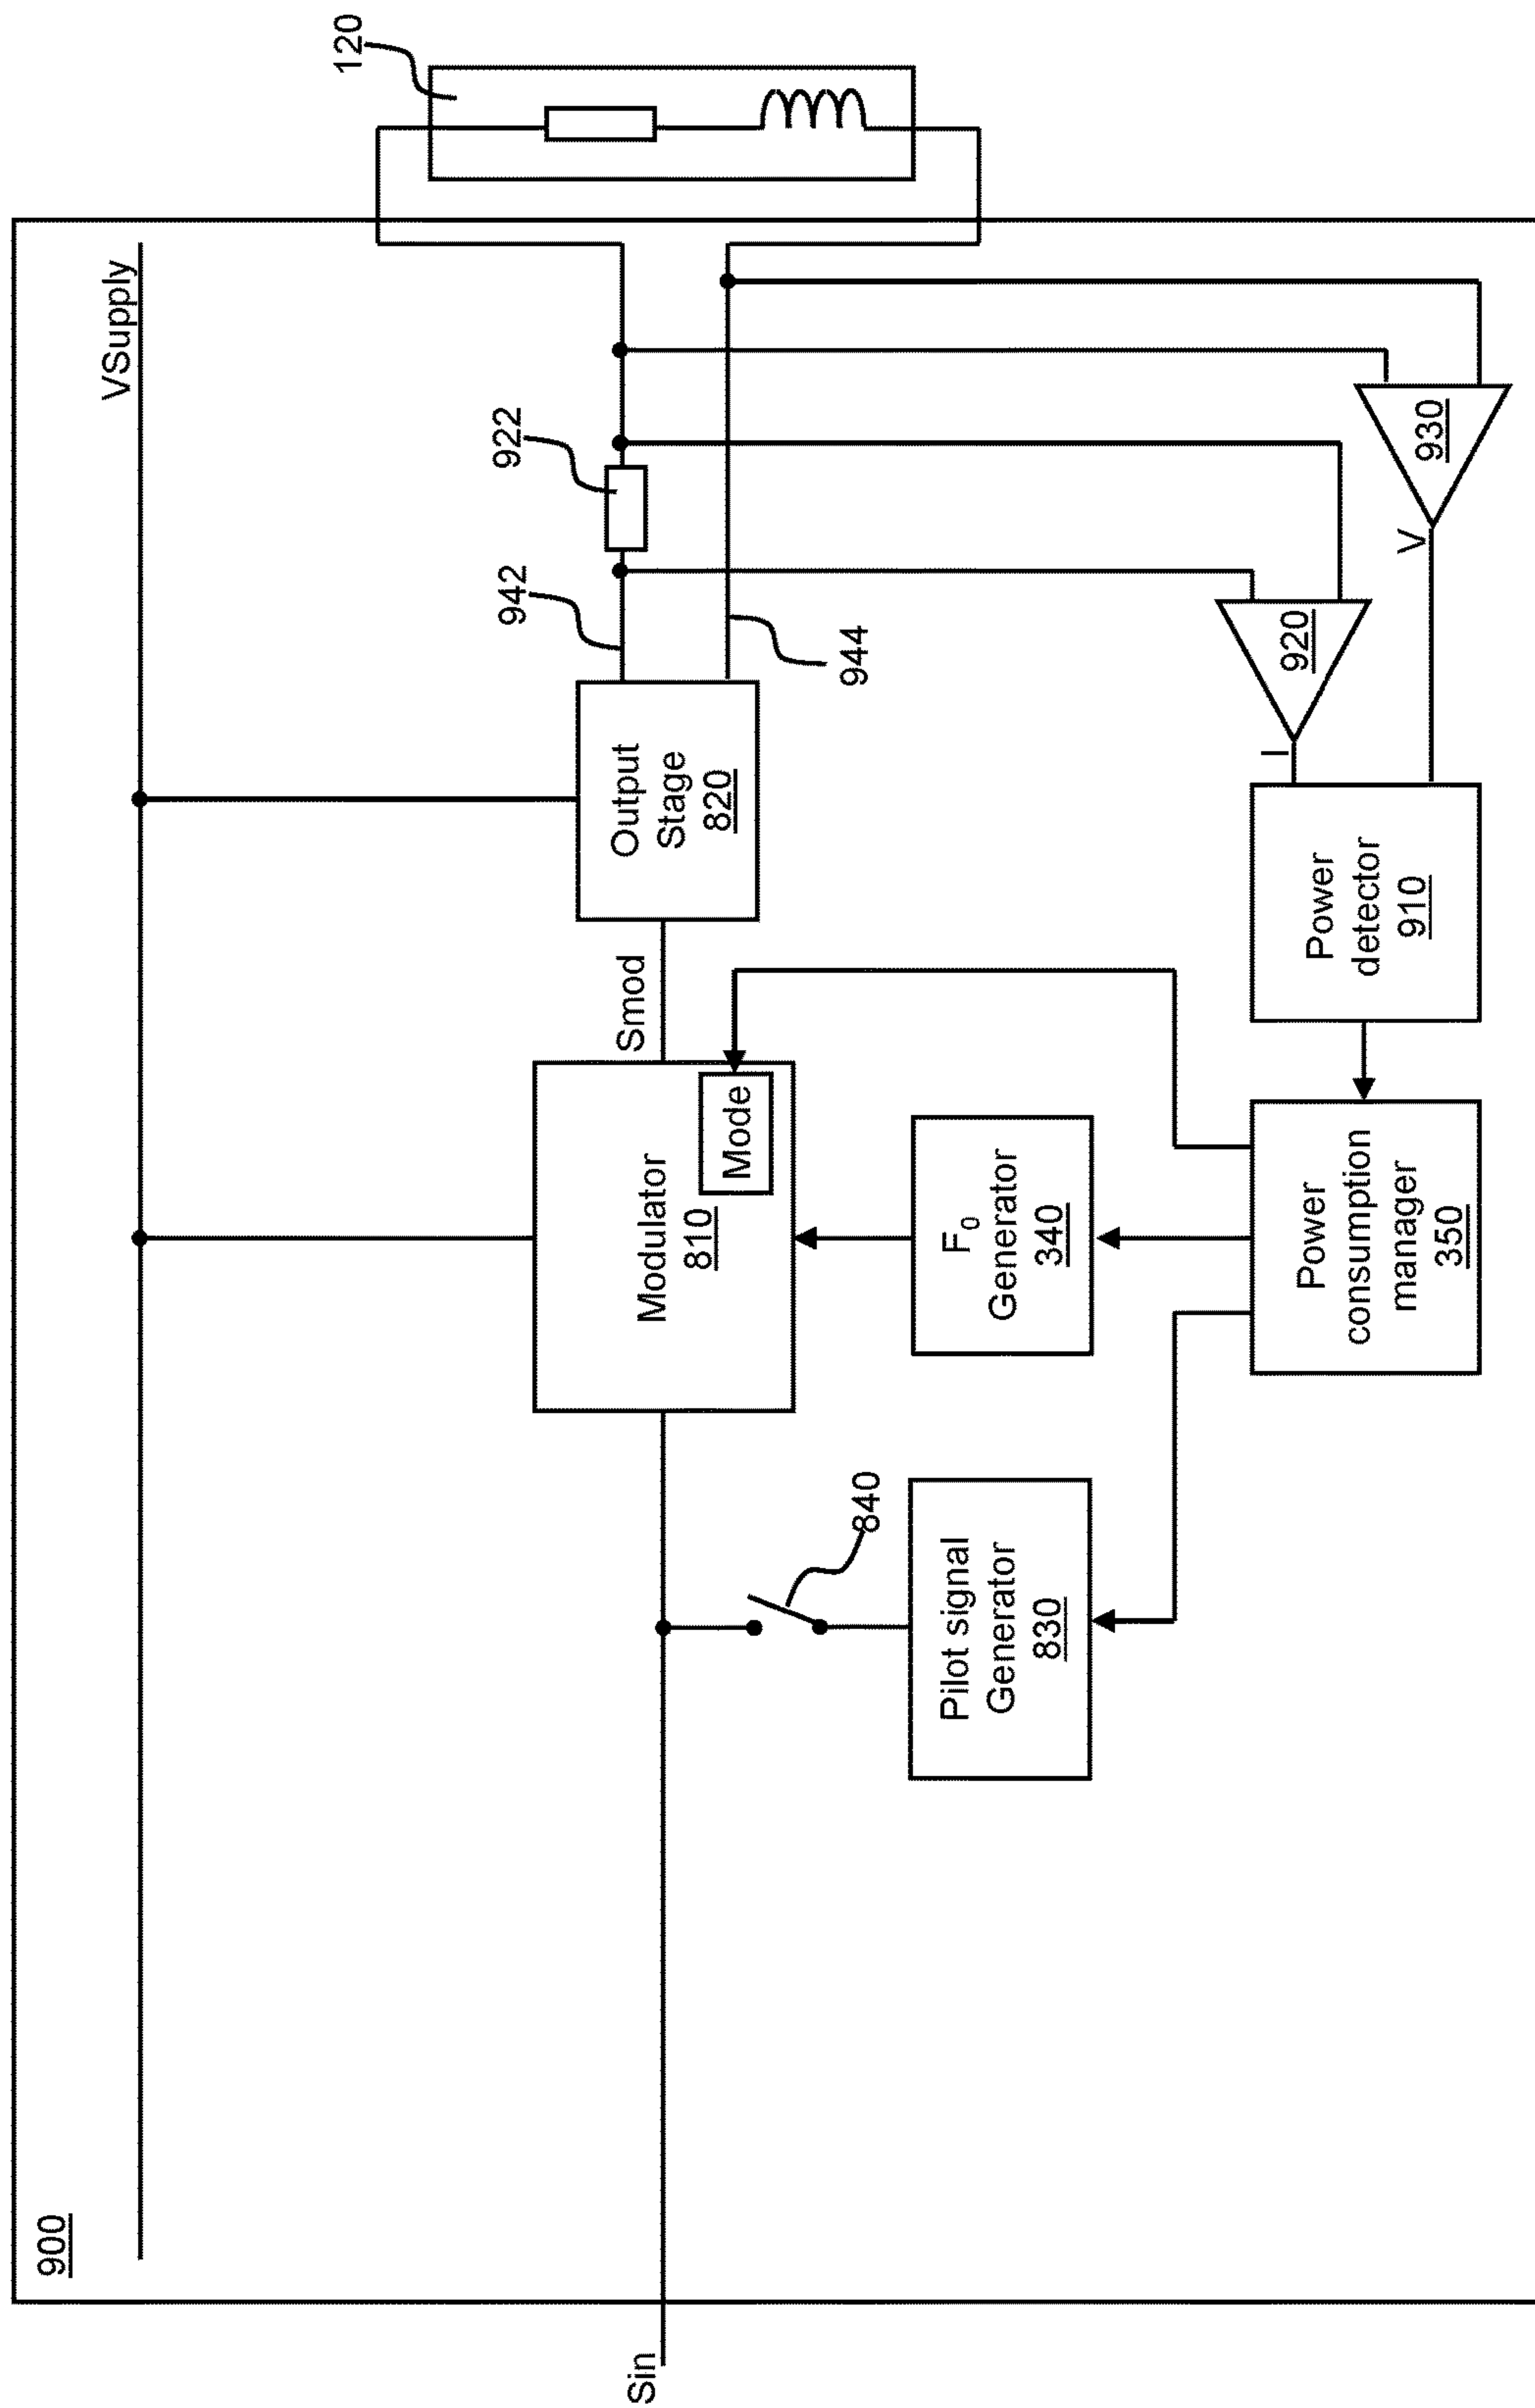 900
VSupply
120
922
942
944
Sin
Modulator
810
Mode
Smod
Output
Stage
820
840
Pilot signal
Generator
830
F₀
Generator
340
920
930
I
V
Power
consumption
manager
350
Power
detector
910